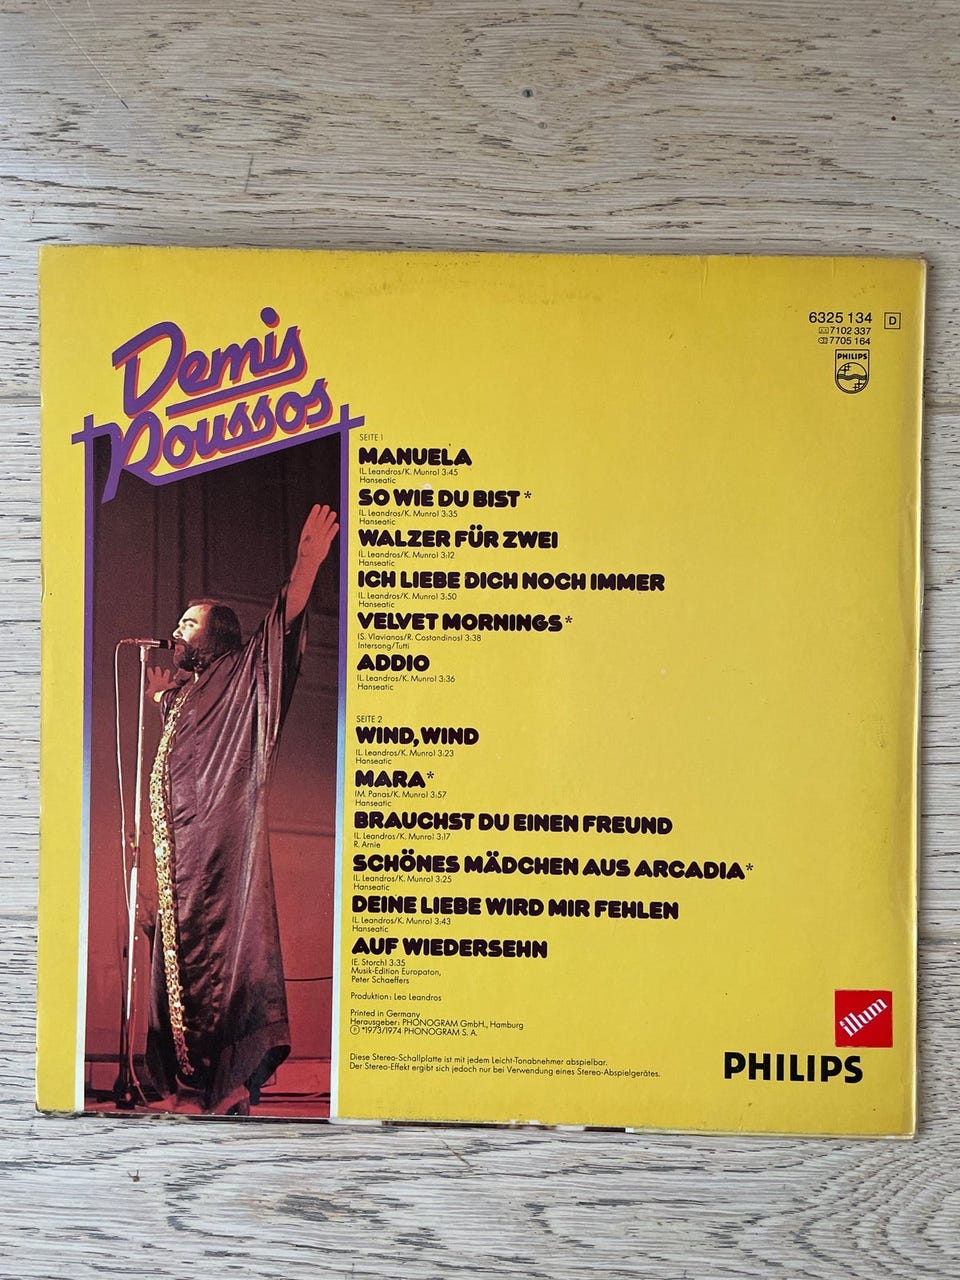 Demis
Roussos
6325 134 D
7102 337
7705 164
PHILIPS
SEITE 1
MANUELA
(L. Leandros/K. Munro) 3:45
Hanseatic
SO WIE DU BIST*
(L. Leandros/K. Munro) 3:35
Hanseatic
WALZER FÜR ZWEI
(L. Leandros/K. Munro) 3:12
Hanseatic
ICH LIEBE DICH NOCH IMMER
(L. Leandros/K. Munro) 3:50
Hanseatic
VELVET MORNINGS*
(S. Vlavianos/R. Costandinos) 3:38
Intersong/Tutti
ADDIO
(L. Leandros/K. Munro) 3:36
Hanseatic
SEITE 2
WIND, WIND
(L. Leandros/K. Munro) 3:23
Hanseatic
MARA*
(M. Panas/K. Munro) 3:57
Hanseatic
BRAUCHST DU EINEN FREUND
(L. Leandros/K. Munro) 3:17
R. Arnie
SCHÖNES MÄDCHEN AUS ARCADIA*
(L. Leandros/K. Munro) 3:25
Hanseatic
DEINE LIEBE WIRD MIR FEHLEN
(L. Leandros/K. Munro) 3:43
Hanseatic
AUF WIEDERSEHN
(E. Storch) 3:35
Musik-Edition Europaton,
Peter Schaeffers
Produktion: Leo Leandros
Printed in Germany
Herausgeber: PHONOGRAM GmbH., Hamburg
Ⓟ *1973/1974 PHONOGRAM S. A.
Diese Stereo-Schallplatte ist mit jedem Leicht-Tonabnehmer abspielbar.
Der Stereo-Effekt ergibt sich jedoch nur bei Verwendung eines Stereo-Abspielgerätes.
illum
PHILIPS